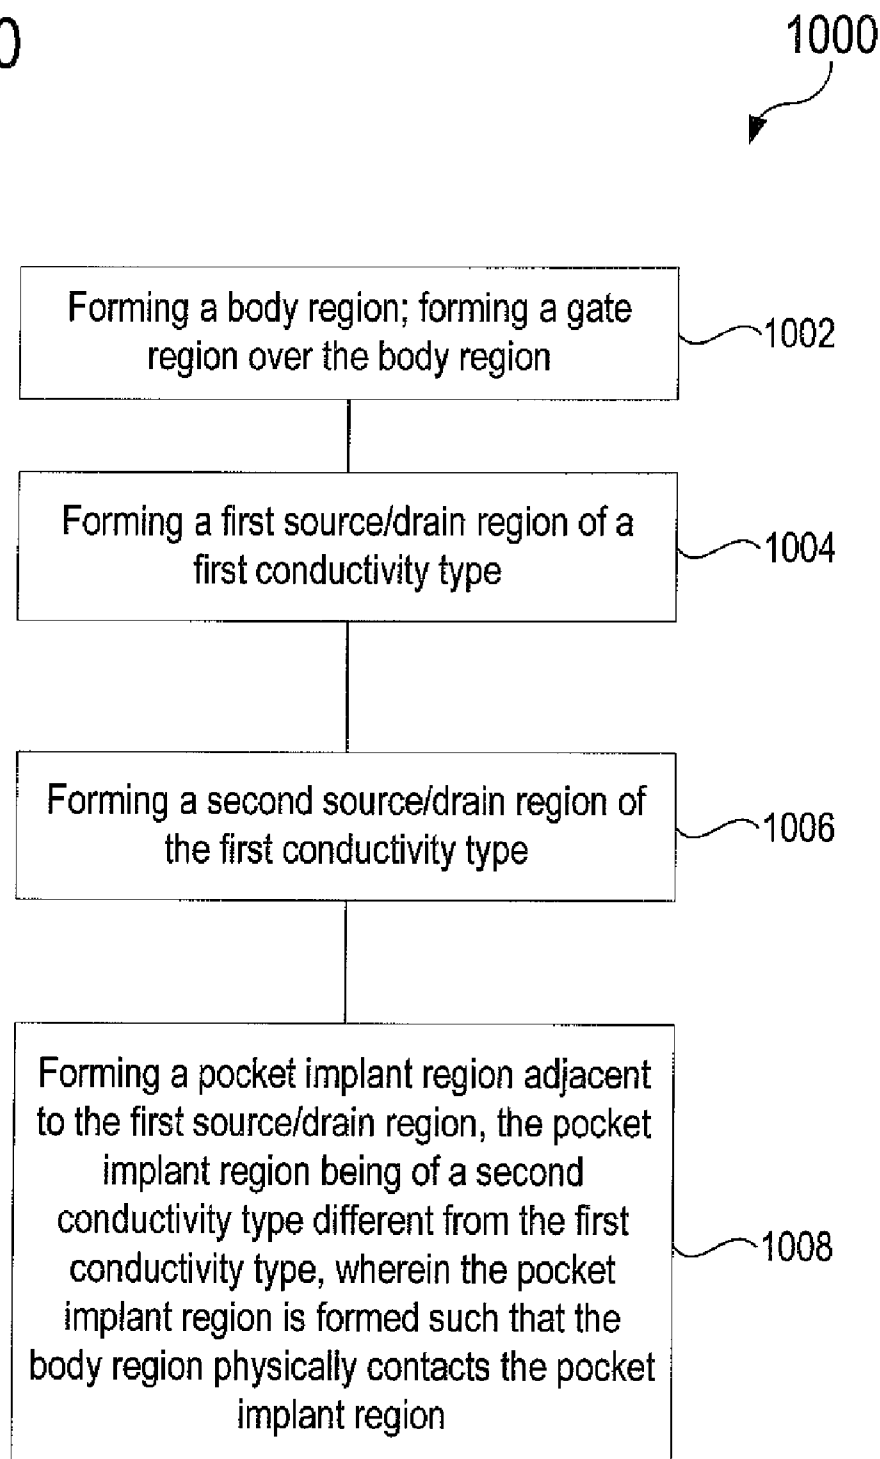 0
1000
Forming a body region; forming a gate
region over the body region
1002
Forming a first source/drain region of a
first conductivity type
1004
Forming a second source/drain region of
the first conductivity type
1006
Forming a pocket implant region adjacent
to the first source/drain region, the pocket
implant region being of a second
conductivity type different from the first
conductivity type, wherein the pocket
implant region is formed such that the
body region physically contacts the pocket
implant region
1008